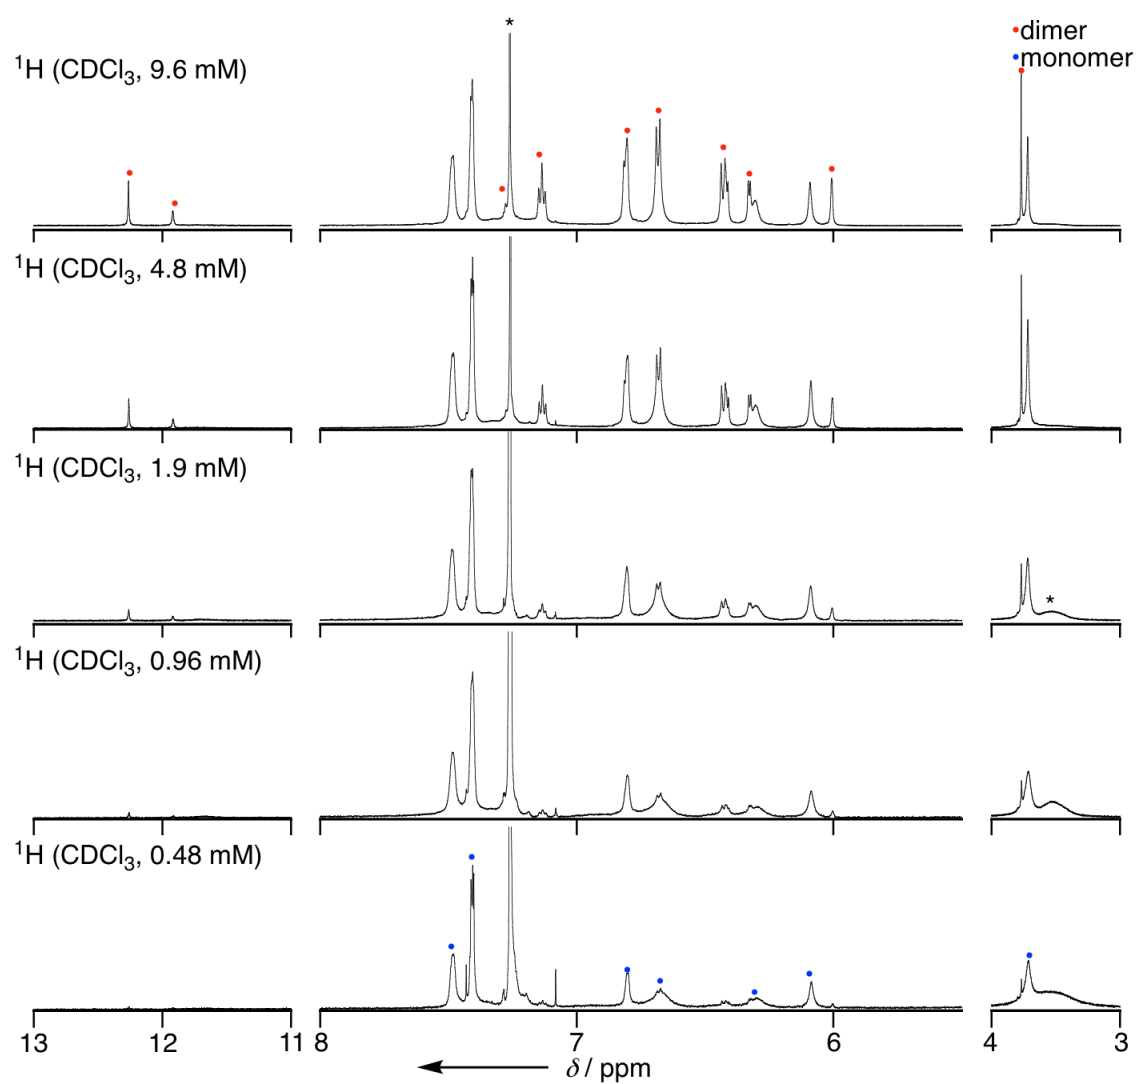 *
•dimer
•monomer
¹H (CDCl₃, 9.6 mM)
¹H (CDCl₃, 4.8 mM)
¹H (CDCl₃, 1.9 mM)
*
¹H (CDCl₃, 0.96 mM)
¹H (CDCl₃, 0.48 mM)
13 12 11 8 7 6 4 3
δ / ppm